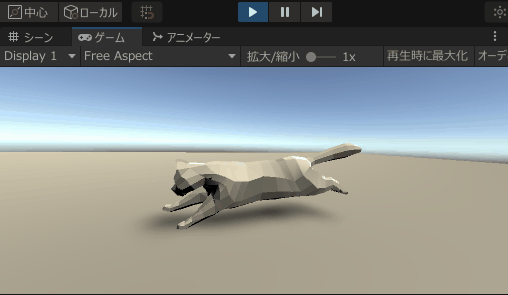 中心 ローカル
シーン ゲーム アニメーター
Display 1 Free Aspect 拡大/縮小 1x 再生時に最大化 オーデ